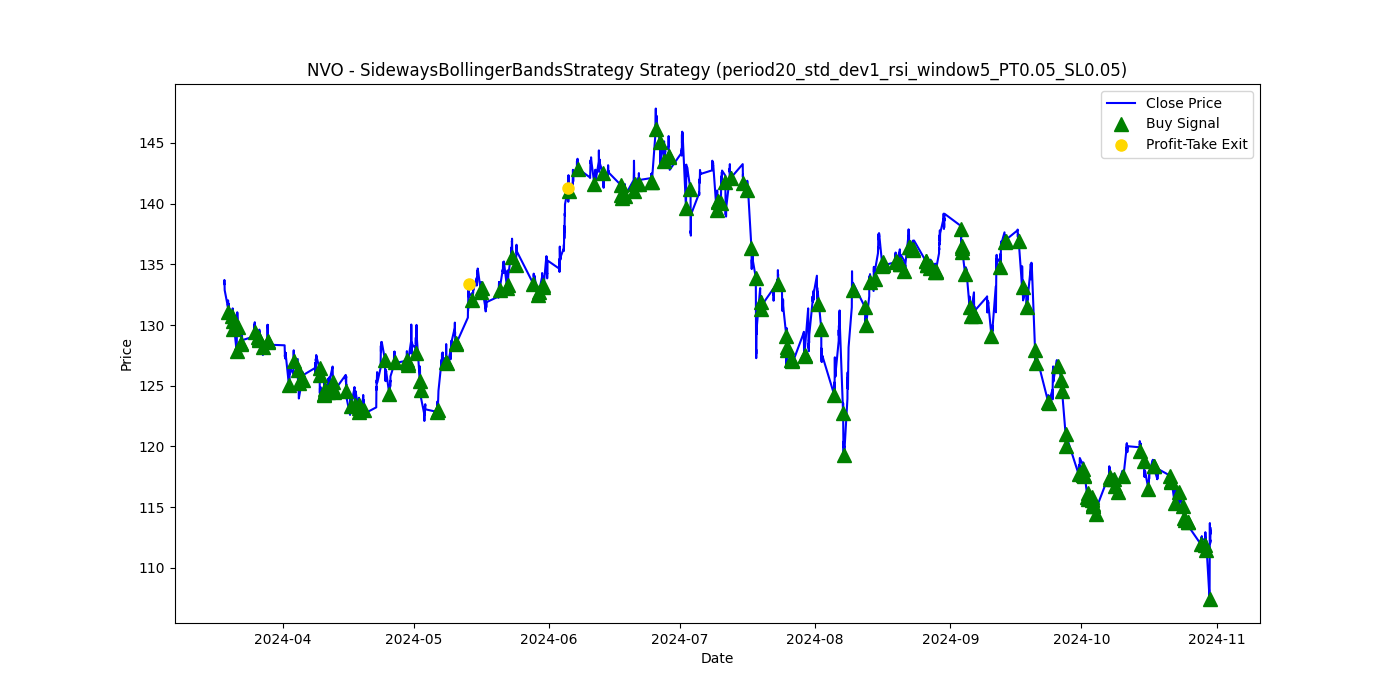 NVO - SidewaysBollingerBandsStrategy Strategy (period20_std_dev1_rsi_window5_PT0.05_SL0.05)
Close Price
Buy Signal
Profit-Take Exit
145
140
135
130
125
120
115
110
Price
2024-04 2024-05 2024-06 2024-07 2024-08 2024-09 2024-10 2024-11
Date